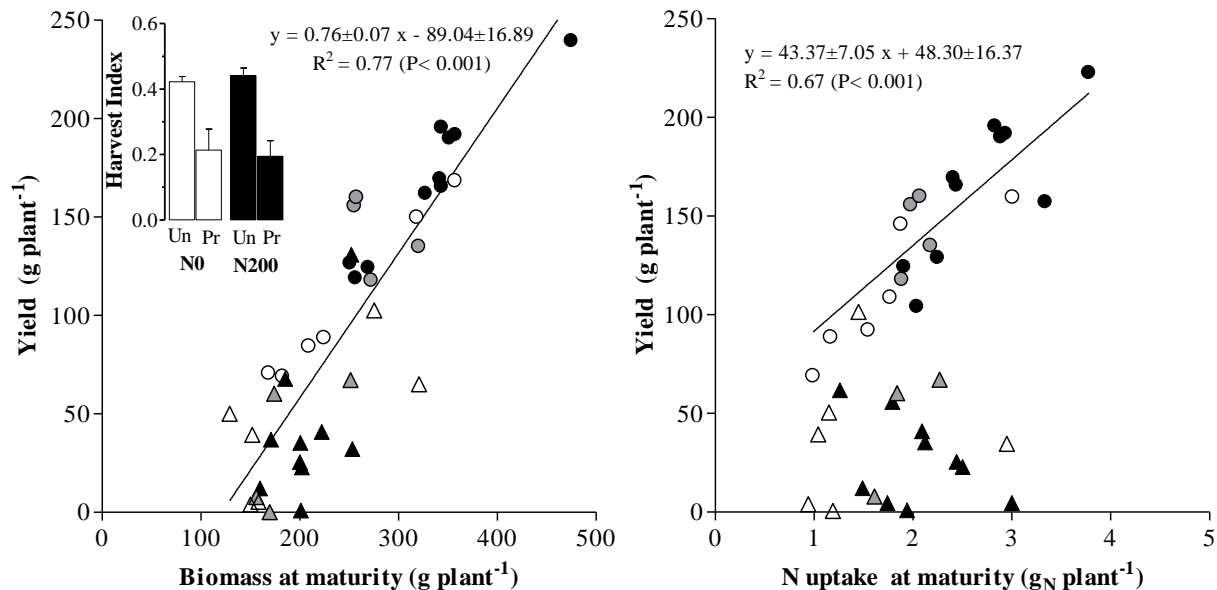 250
200
150
100
50
0
Yield (g plant⁻¹)
0.6
0.4
0.2
0.0
Harvest Index
Un Pr Un Pr
N0 N200
y = 0.76±0.07 x - 89.04±16.89
R² = 0.77 (P< 0.001)
0 100 200 300 400 500
Biomass at maturity (g plant⁻¹)
250
200
150
100
50
0
Yield (g plant⁻¹)
y = 43.37±7.05 x + 48.30±16.37
R² = 0.67 (P< 0.001)
0 1 2 3 4 5
N uptake at maturity (g_N plant⁻¹)